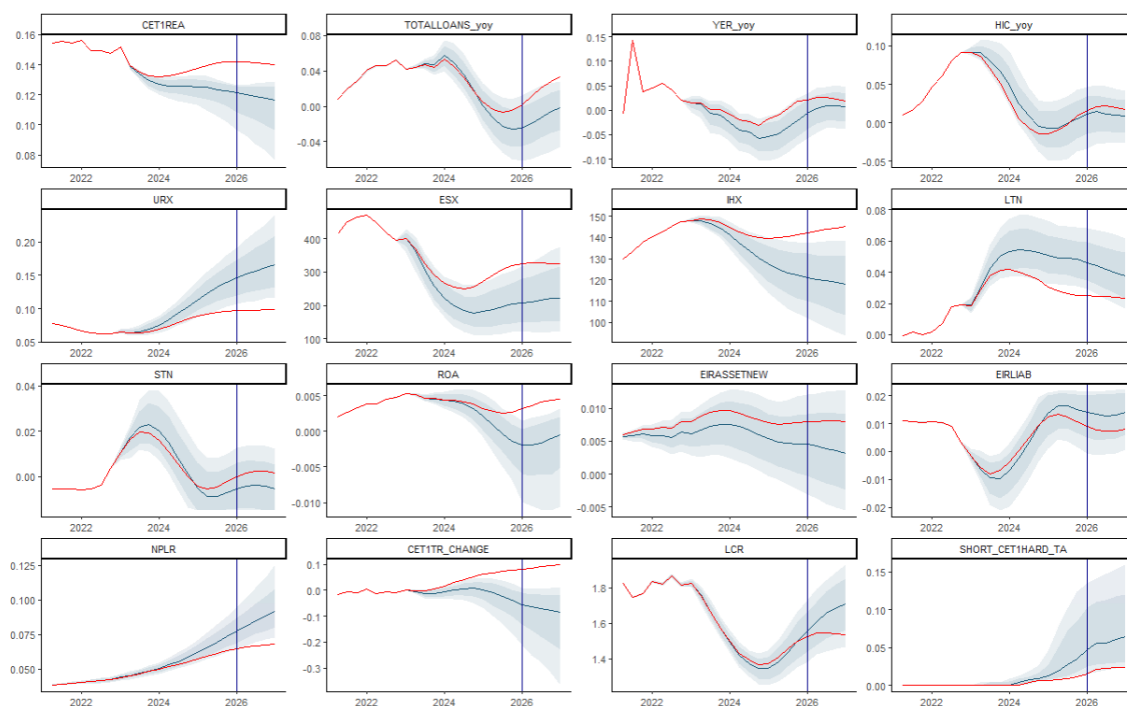 CET1REA TOTALLOANS_yoy YER_yoy HIC_yoy
0.16 0.08 0.15 0.10
0.14 0.04 0.10 0.05
0.12 0.00 0.05 0.00
0.10 -0.04 0.00 -0.05
0.08 -0.05
-0.10
2022 2024 2026 2022 2024 2026 2022 2024 2026 2022 2024 2026
URX ESX IHX LTN
0.20 400 150 0.08
0.15 300 140 0.06
0.10 200 130 0.04
0.05 100 120 0.02
110 0.00
100
2022 2024 2026 2022 2024 2026 2022 2024 2026 2022 2024 2026
STN ROA EIRASSETNEW EIRLIAB
0.04 0.005 0.010 0.02
0.02 0.000 0.005 0.01
0.00 -0.005 0.000 0.00
-0.010 -0.005 -0.01
-0.02
2022 2024 2026 2022 2024 2026 2022 2024 2026 2022 2024 2026
NPLR CET1TR_CHANGE LCR SHORT_CET1HARD_TA
0.125 0.1 1.8 0.15
0.100 0.0 1.6 0.10
0.075 -0.1 1.4 0.05
0.050 -0.2 0.00
-0.3
2022 2024 2026 2022 2024 2026 2022 2024 2026 2022 2024 2026